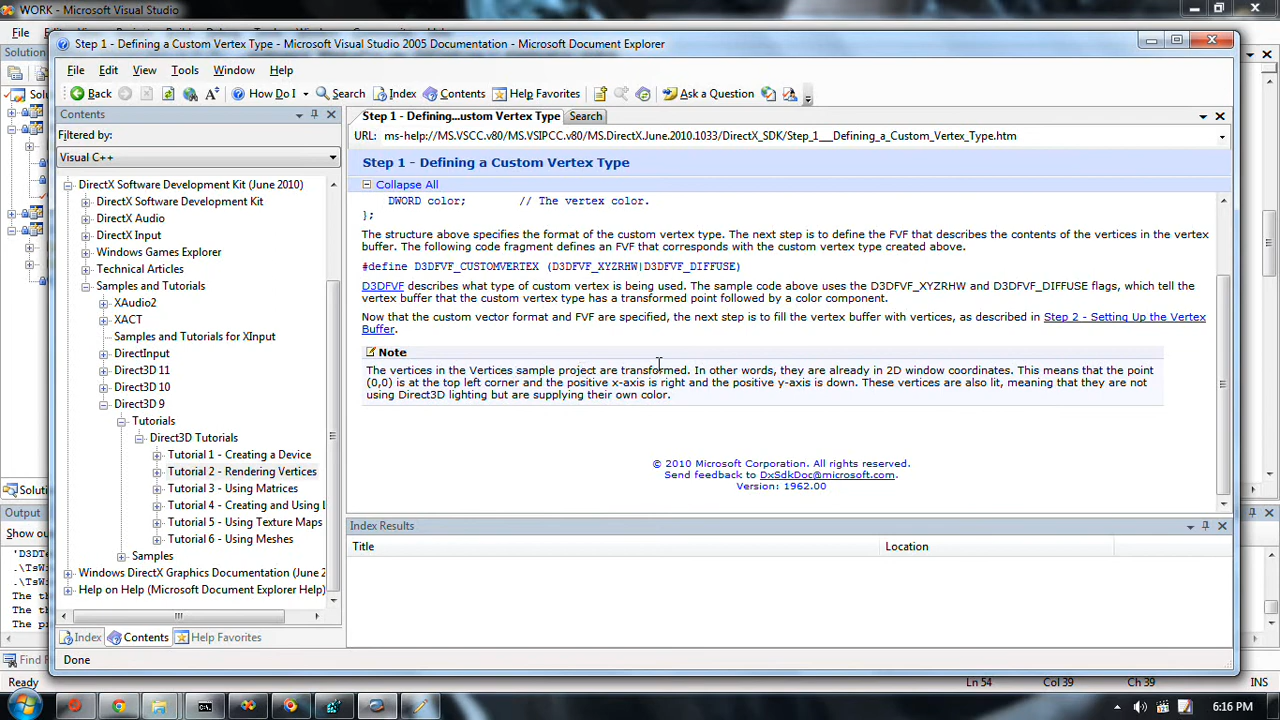 WORK - Microsoft Visual Studio
File
Step 1 - Defining a Custom Vertex Type - Microsoft Visual Studio 2005 Documentation - Microsoft Document Explorer
File Edit View Tools Window Help
Back How Do I Search Index Contents Help Favorites Ask a Question
Solution
Solu
Contents
Filtered by:
Visual C++
DirectX Software Development Kit (June 2010)
DirectX Software Development Kit
DirectX Audio
DirectX Input
Windows Games Explorer
Technical Articles
Samples and Tutorials
XAudio2
XACT
Samples and Tutorials for XInput
DirectInput
Direct3D 11
Direct3D 10
Direct3D 9
Tutorials
Direct3D Tutorials
Tutorial 1 - Creating a Device
Tutorial 2 - Rendering Vertices
Tutorial 3 - Using Matrices
Tutorial 4 - Creating and Using L
Tutorial 5 - Using Texture Maps
Tutorial 6 - Using Meshes
Samples
Windows DirectX Graphics Documentation (June 2
Help on Help (Microsoft Document Explorer Help)
Index Contents Help Favorites
Step 1 - Defining...ustom Vertex Type Search
URL: ms-help://MS.VSCC.v80/MS.VSIPCC.v80/MS.DirectX.June.2010.1033/DirectX_SDK/Step_1___Defining_a_Custom_Vertex_Type.htm
Step 1 - Defining a Custom Vertex Type
Collapse All
DWORD color; // The vertex color.
};
The structure above specifies the format of the custom vertex type. The next step is to define the FVF that describes the contents of the vertices in the vertex
buffer. The following code fragment defines an FVF that corresponds with the custom vertex type created above.
#define D3DFVF_CUSTOMVERTEX (D3DFVF_XYZRHW|D3DFVF_DIFFUSE)
D3DFVF describes what type of custom vertex is being used. The sample code above uses the D3DFVF_XYZRHW and D3DFVF_DIFFUSE flags, which tell the
vertex buffer that the custom vertex type has a transformed point followed by a color component.
Now that the custom vector format and FVF are specified, the next step is to fill the vertex buffer with vertices, as described in Step 2 - Setting Up the Vertex
Buffer.
Note
The vertices in the Vertices sample project are transformed. In other words, they are already in 2D window coordinates. This means that the point
(0,0) is at the top left corner and the positive x-axis is right and the positive y-axis is down. These vertices are also lit, meaning that they are not
using Direct3D lighting but are supplying their own color.
© 2010 Microsoft Corporation. All rights reserved.
Send feedback to DxSdkDoc@microsoft.com.
Version: 1962.00
Index Results
Title Location
Done
Soluti
Output
Show ou
'D3DTe
.\TsWi
.\TsWi
The th
The th
The pr
Find R
Ready Ln 54 Col 39 Ch 39 INS
6:16 PM